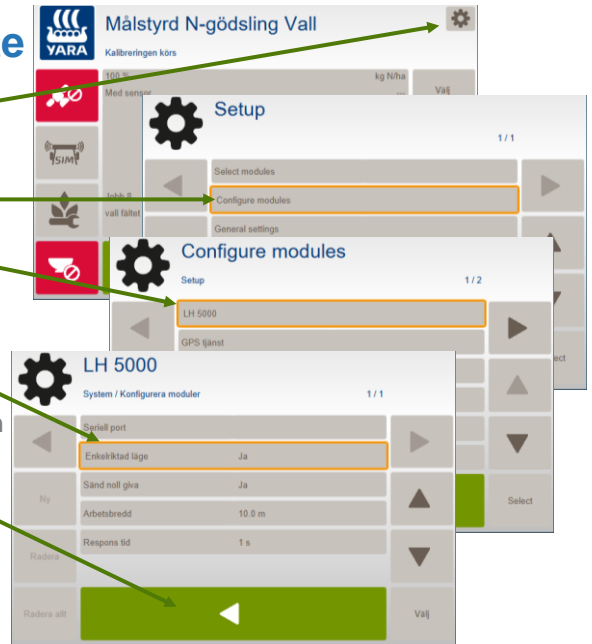 e
YARA
Målstyrd N-gödsling Vall
Kalibreringen körs
100 %
kg N/ha
Med sensor
---
Välj
SIM
Jobb 8
vall fältet
Setup
1 / 1
Select modules
Configure modules
General settings
ect
Configure modules
Setup
1 / 2
LH 5000
GPS tjänst
Select
LH 5000
System / Konfigurera moduler
1 / 1
Seriell port
Enkelriktad läge
Ja
Sänd noll giva
Ja
Ny
Arbetsbredd
10.0 m
Respons tid
1 s
Radera
Radera allt
Välj